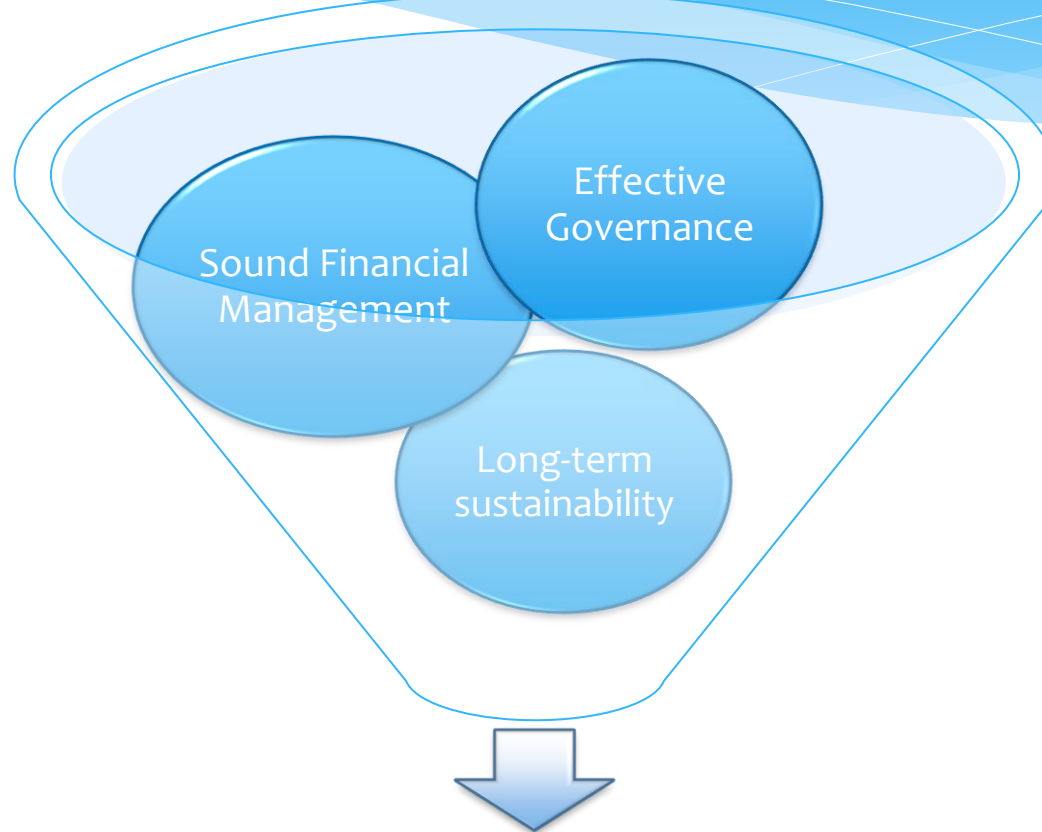 Effective
Governance
Sound Financial
Management
Long-term
sustainability